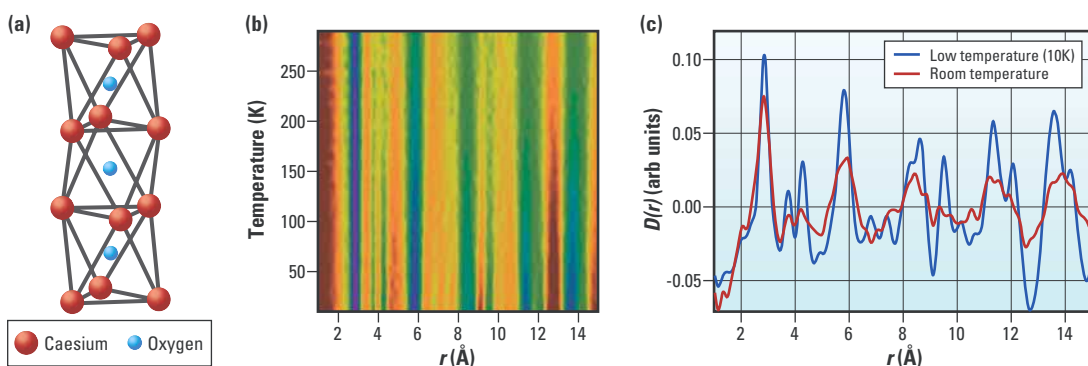 (a)
Caesium
Oxygen
(b)
Temperature (K)
250
200
150
100
50
2 4 6 8 10 12 14
r (Å)
(c)
Low temperature (10K)
Room temperature
D(r) (arb units)
0.10
0.05
0.00
-0.05
2 4 6 8 10 12 14
r (Å)